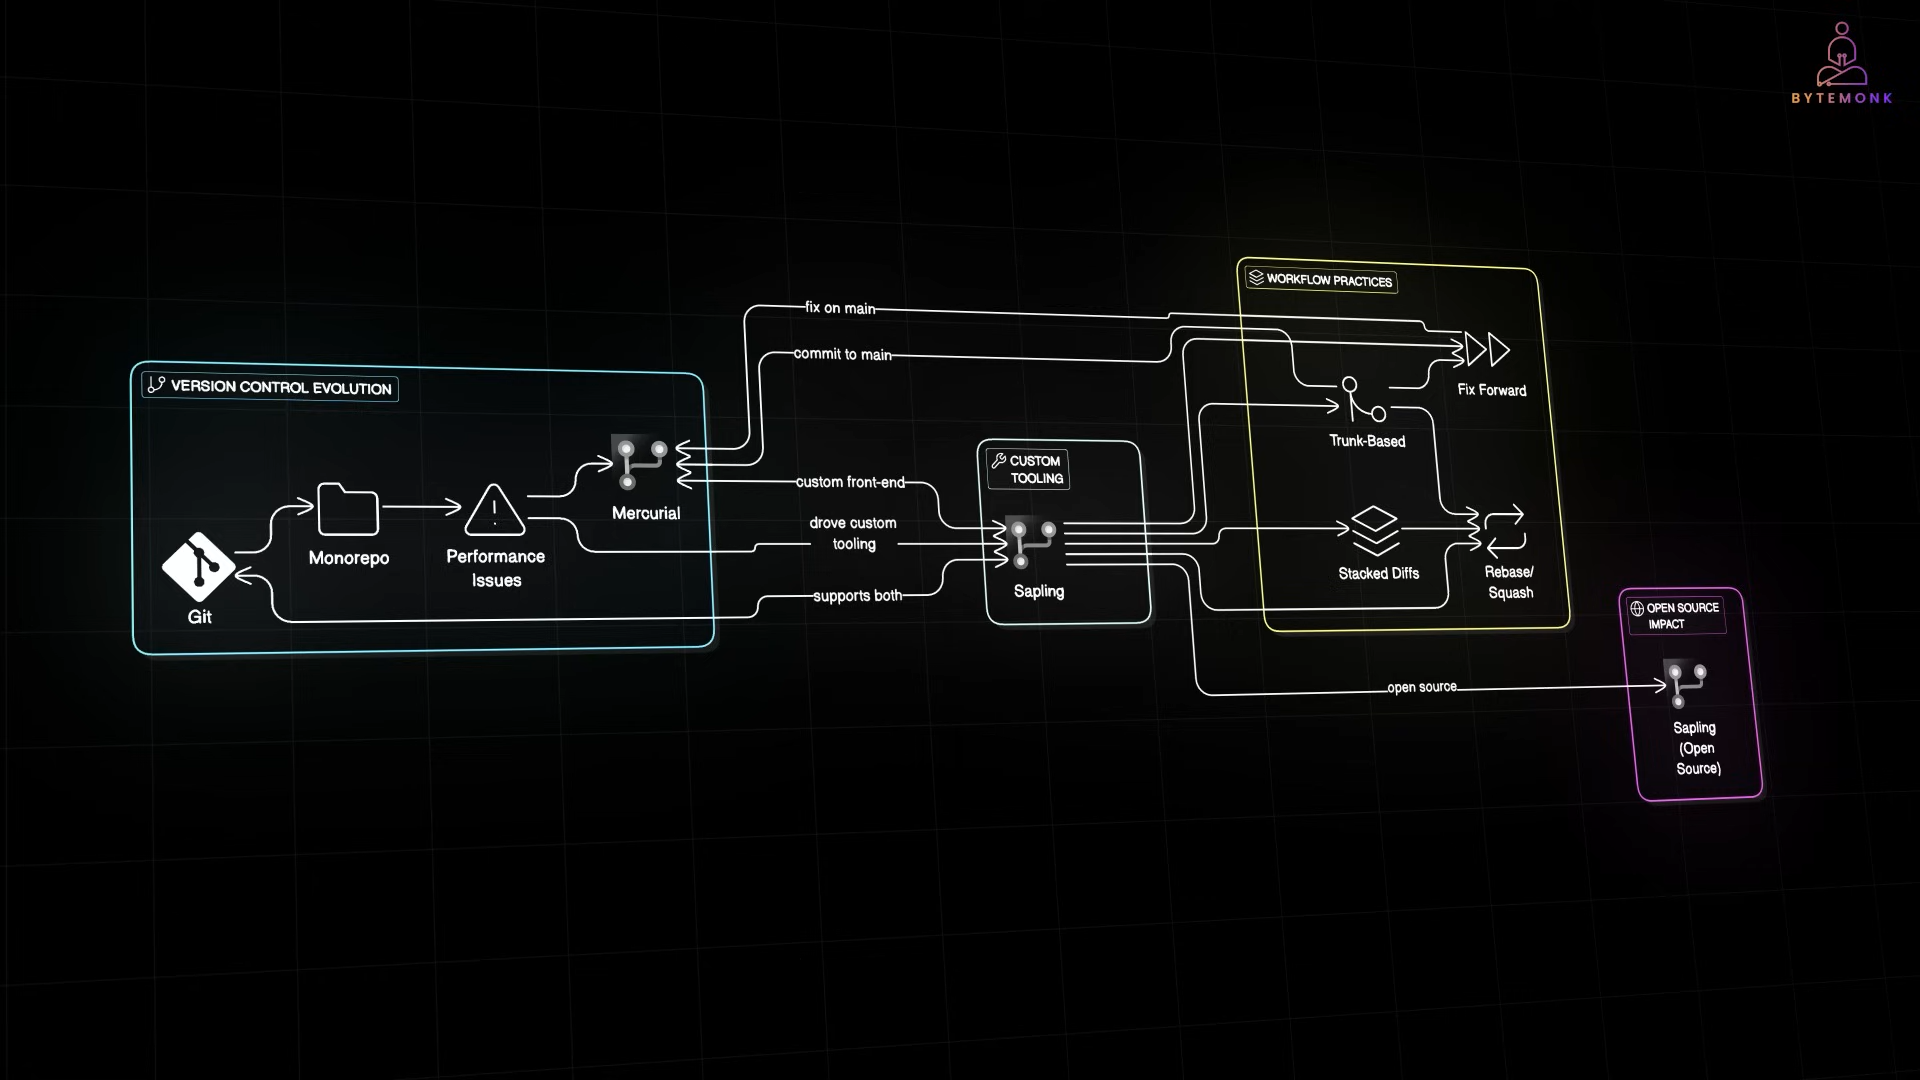 BYTEMONK
VERSION CONTROL EVOLUTION
Git
Monorepo
Performance
Issues
Mercurial
fix on main
commit to main
custom front-end
drove custom
tooling
supports both
CUSTOM
TOOLING
Sapling
WORKFLOW PRACTICES
Fix Forward
Trunk-Based
Stacked Diffs
Rebase/
Squash
open source
OPEN SOURCE
IMPACT
Sapling
(Open
Source)